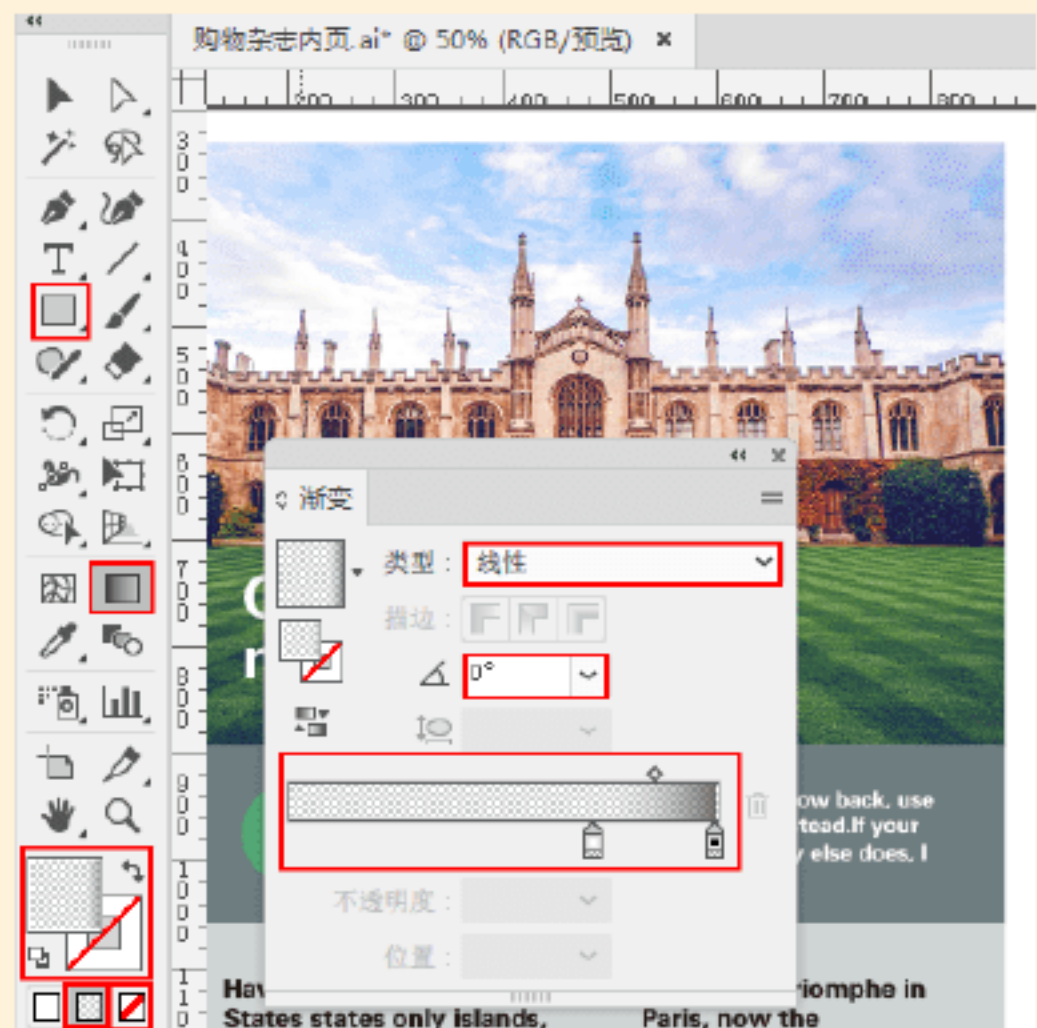 购物杂志内页.ai* @ 50% (RGB/预览) ×
200 300 400 500 600 700 800
300
400
500
600
700
800
900
1000
110
渐变
类型： 线性
描边：
0°
不透明度：
位置：
ow back, use
tead.If your
y else does, I
Hav
riomphe in
States states only islands,
Paris, now the